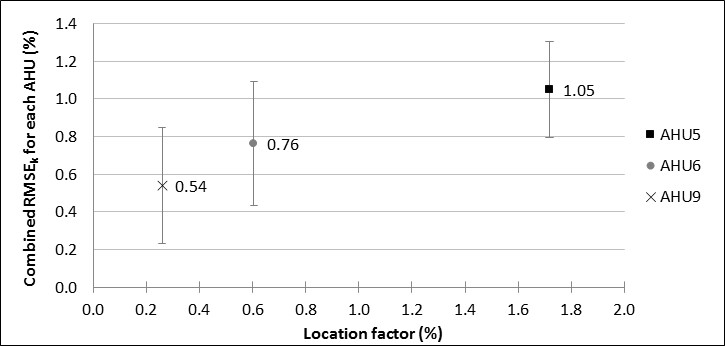 Combined RMSEk for each AHU (%)
1.4
1.2
1.0
0.8
0.6
0.4
0.2
0.0
1.05
0.76
0.54
AHU5
AHU6
AHU9
0.0 0.2 0.4 0.6 0.8 1.0 1.2 1.4 1.6 1.8 2.0
Location factor (%)